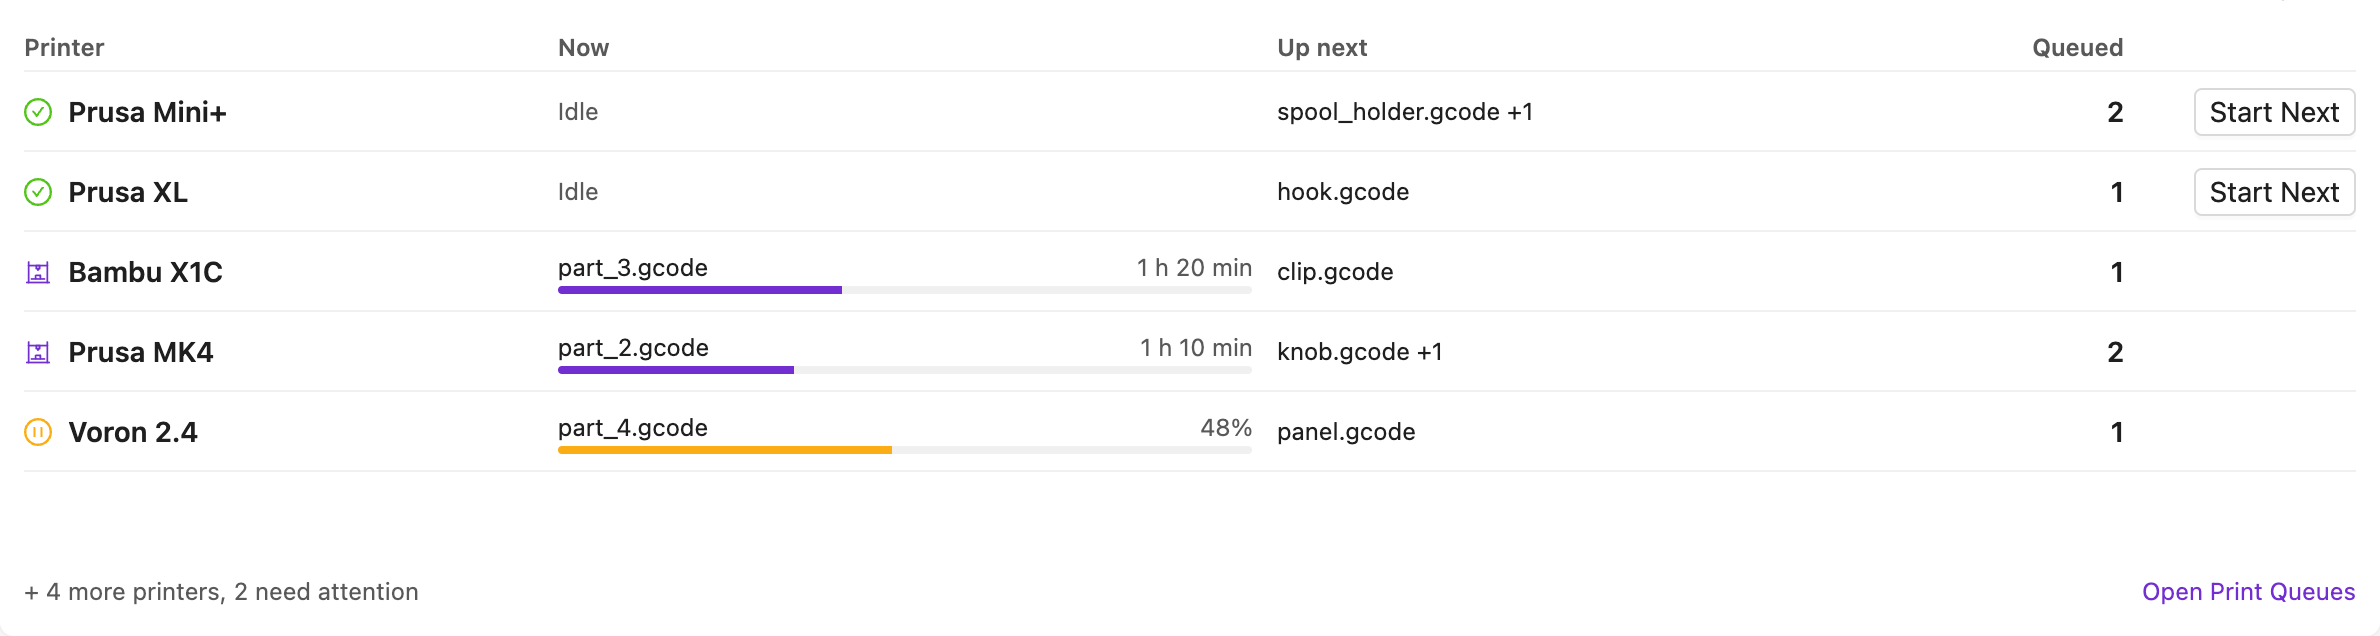 Printer Now Up next Queued
Prusa Mini+ Idle spool_holder.gcode +1 2 Start Next
Prusa XL Idle hook.gcode 1 Start Next
Bambu X1C part_3.gcode 1 h 20 min clip.gcode 1
Prusa MK4 part_2.gcode 1 h 10 min knob.gcode +1 2
Voron 2.4 part_4.gcode 48% panel.gcode 1
+ 4 more printers, 2 need attention Open Print Queues